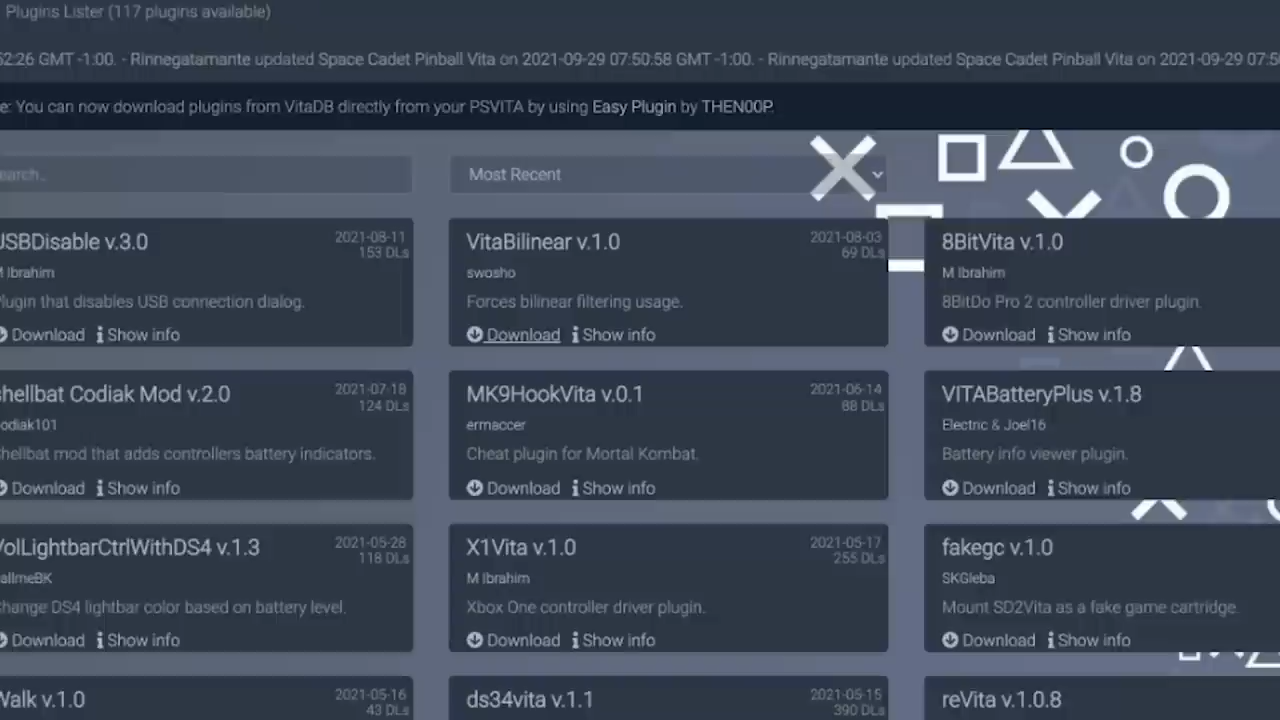 Plugins Lister (117 plugins available)
52:26 GMT -1:00. - Rinnegatamante updated Space Cadet Pinball Vita on 2021-09-29 07:50:58 GMT -1:00. - Rinnegatamante updated Space Cadet Pinball Vita on 2021-09-29 07:5
e: You can now download plugins from VitaDB directly from your PSVITA by using Easy Plugin by THEN00P.
earch..
Most Recent
USBDisable v.3.0
2021-08-11
153 DLs
M Ibrahim
Plugin that disables USB connection dialog.
Download Show info
VitaBilinear v.1.0
2021-08-03
69 DLs
swosho
Forces bilinear filtering usage.
Download Show info
8BitVita v.1.0
M Ibrahim
8BitDo Pro 2 controller driver plugin.
Download Show info
shellbat Codiak Mod v.2.0
2021-07-18
124 DLs
odiak101
Shellbat mod that adds controllers battery indicators.
Download Show info
MK9HookVita v.0.1
2021-06-14
88 DLs
ermaccer
Cheat plugin for Mortal Kombat.
Download Show info
VITABatteryPlus v.1.8
Electric & Joel16
Battery info viewer plugin.
Download Show info
VolLightbarCtrlWithDS4 v.1.3
2021-05-28
118 DLs
allmeBK
Change DS4 lightbar color based on battery level.
Download Show info
X1Vita v.1.0
2021-05-17
255 DLs
M Ibrahim
Xbox One controller driver plugin.
Download Show info
fakegc v.1.0
SKGleba
Mount SD2Vita as a fake game cartridge.
Download Show info
Walk v.1.0
2021-05-16
43 DLs
ds34vita v.1.1
2021-05-15
390 DLs
reVita v.1.0.8